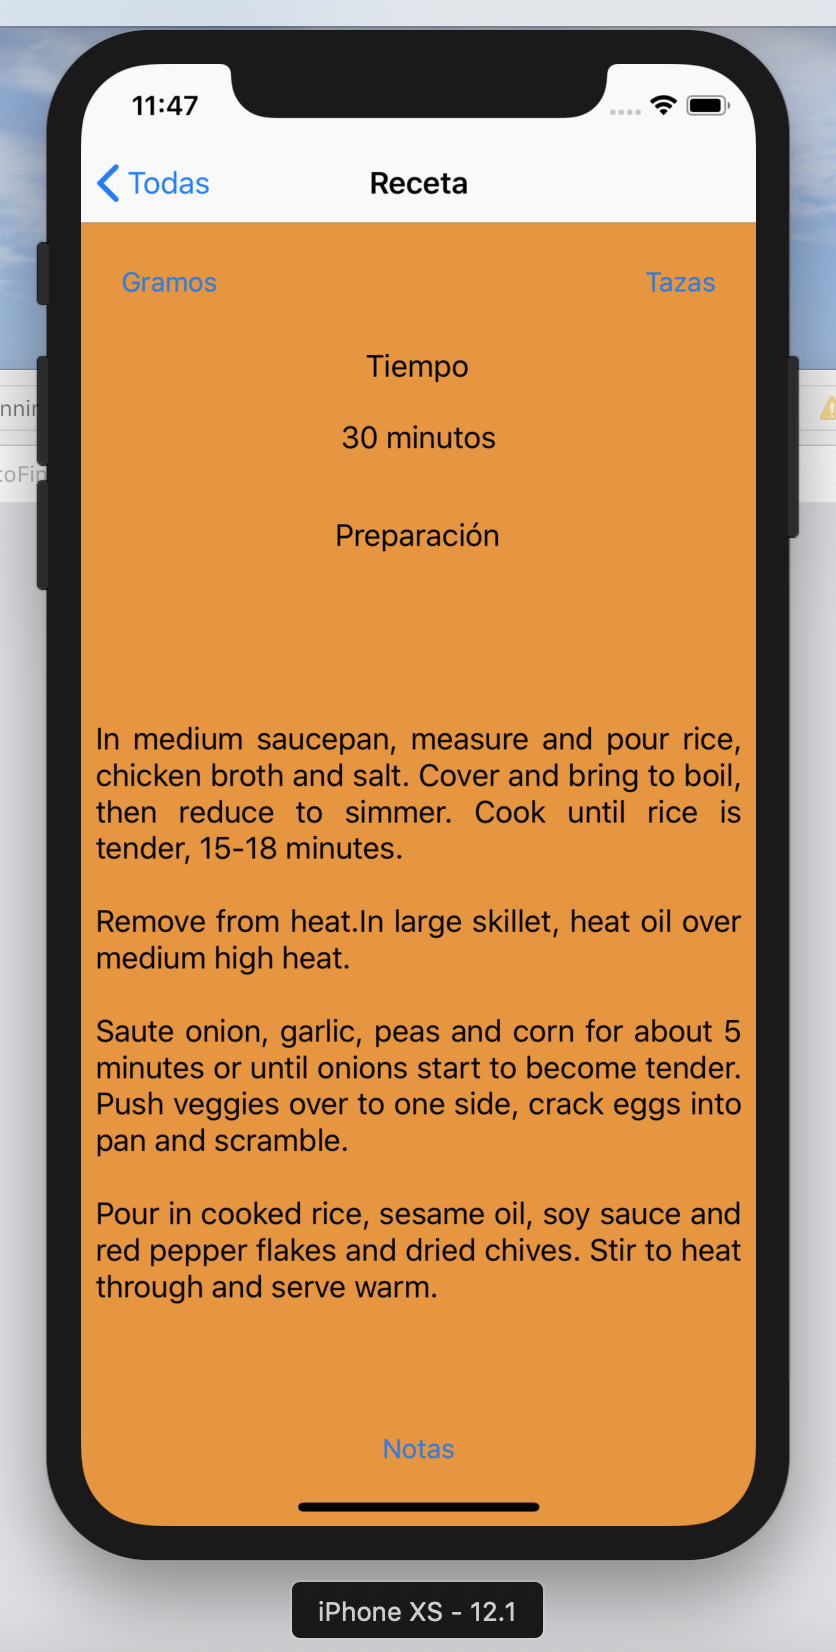 11:47
Todas
Receta
Gramos
Tazas
Tiempo
30 minutos
Preparación
In medium saucepan, measure and pour rice,
chicken broth and salt. Cover and bring to boil,
then reduce to simmer. Cook until rice is
tender, 15-18 minutes.
Remove from heat.In large skillet, heat oil over
medium high heat.
Saute onion, garlic, peas and corn for about 5
minutes or until onions start to become tender.
Push veggies over to one side, crack eggs into
pan and scramble.
Pour in cooked rice, sesame oil, soy sauce and
red pepper flakes and dried chives. Stir to heat
through and serve warm.
Notas
iPhone XS - 12.1